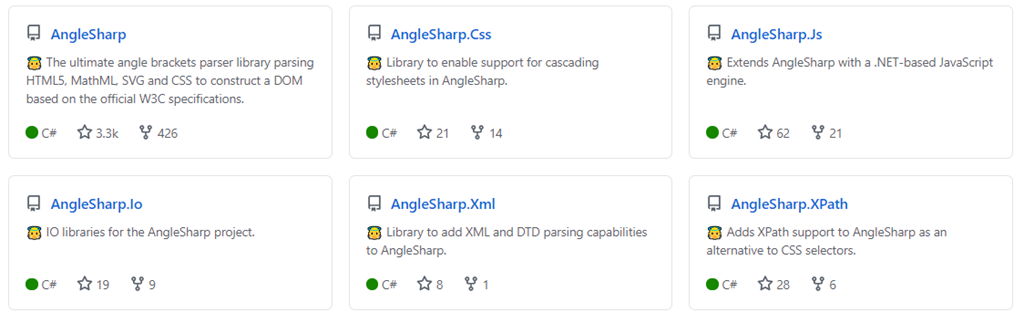 AngleSharp
The ultimate angle brackets parser library parsing
HTML5, MathML, SVG and CSS to construct a DOM
based on the official W3C specifications.
C# 3.3k 426
AngleSharp.Css
Library to enable support for cascading
stylesheets in AngleSharp.
C# 21 14
AngleSharp.Js
Extends AngleSharp with a .NET-based JavaScript
engine.
C# 62 21
AngleSharp.Io
IO libraries for the AngleSharp project.
C# 19 9
AngleSharp.Xml
Library to add XML and DTD parsing capabilities
to AngleSharp.
C# 8 1
AngleSharp.XPath
Adds XPath support to AngleSharp as an
alternative to CSS selectors.
C# 28 6